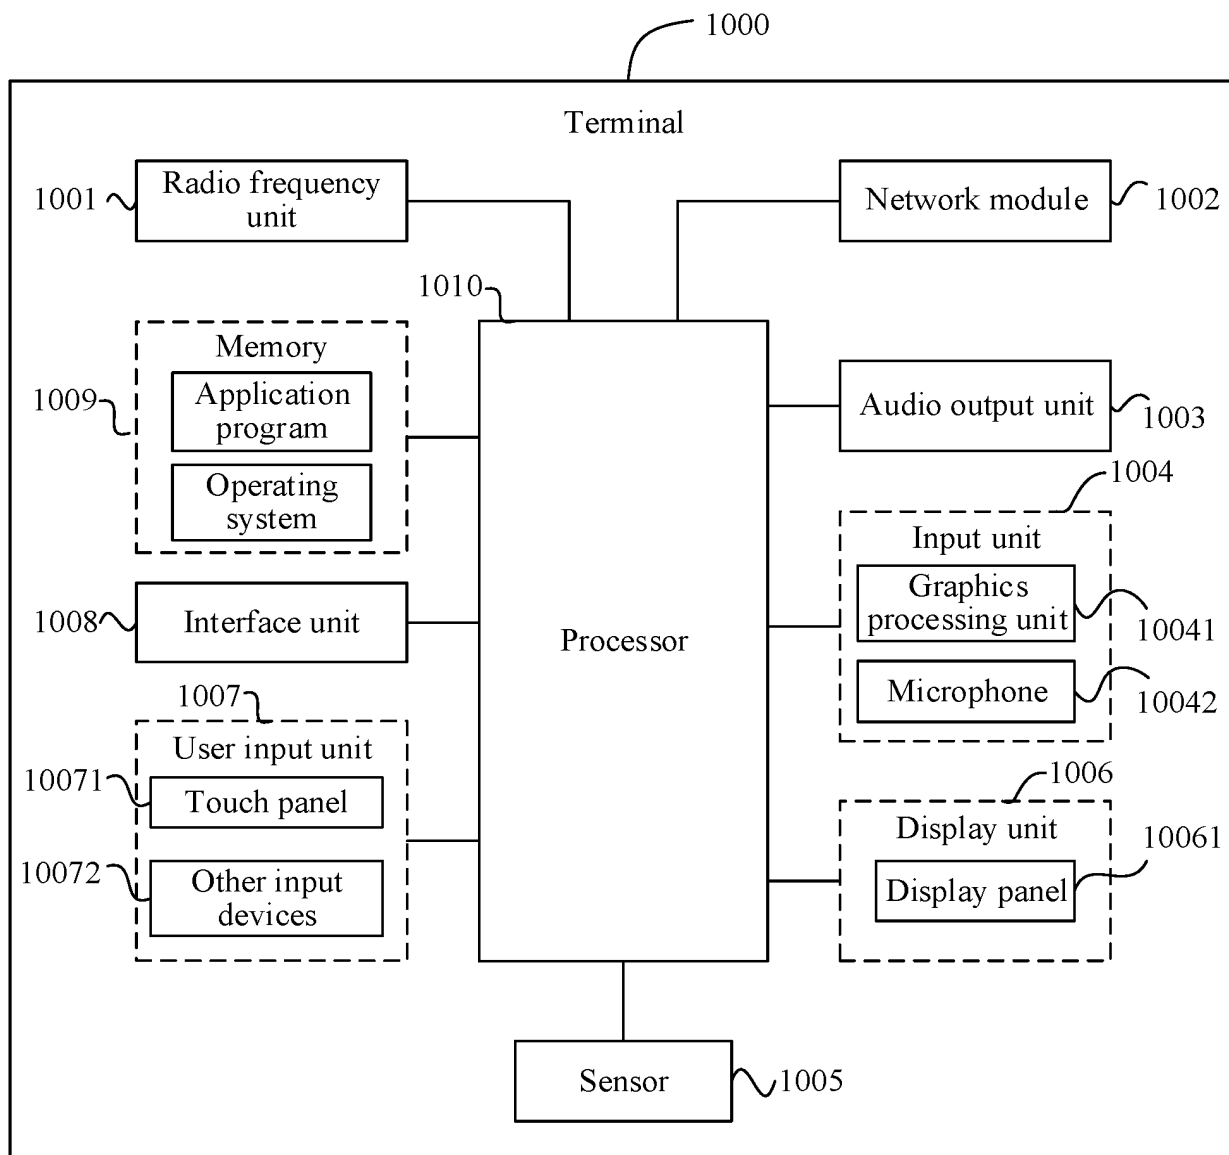 1000
Terminal
1001
Radio frequency
unit
Network module
1002
1010
Memory
Application
program
Operating
system
1009
Audio output unit
1003
1004
Input unit
Graphics
processing unit
10041
Microphone
10042
1008
Interface unit
Processor
1007
User input unit
10071
Touch panel
10072
Other input
devices
1006
Display unit
10061
Display panel
Sensor
1005